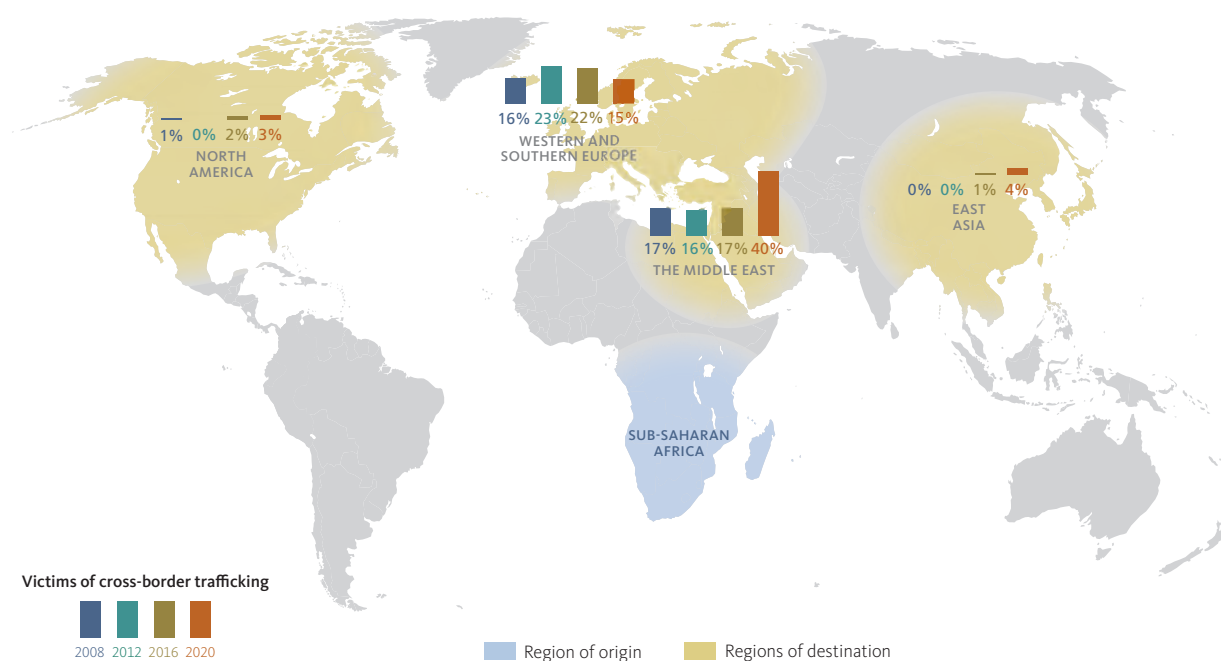 16% 23% 22% 15%
WESTERN AND
SOUTHERN EUROPE
1% 0% 2% 3%
NORTH
AMERICA
0% 0% 1% 4%
EAST
ASIA
17% 16% 17% 40%
THE MIDDLE EAST
SUB-SAHARAN
AFRICA
Victims of cross-border trafficking
2008 2012 2016 2020
Region of origin
Regions of destination